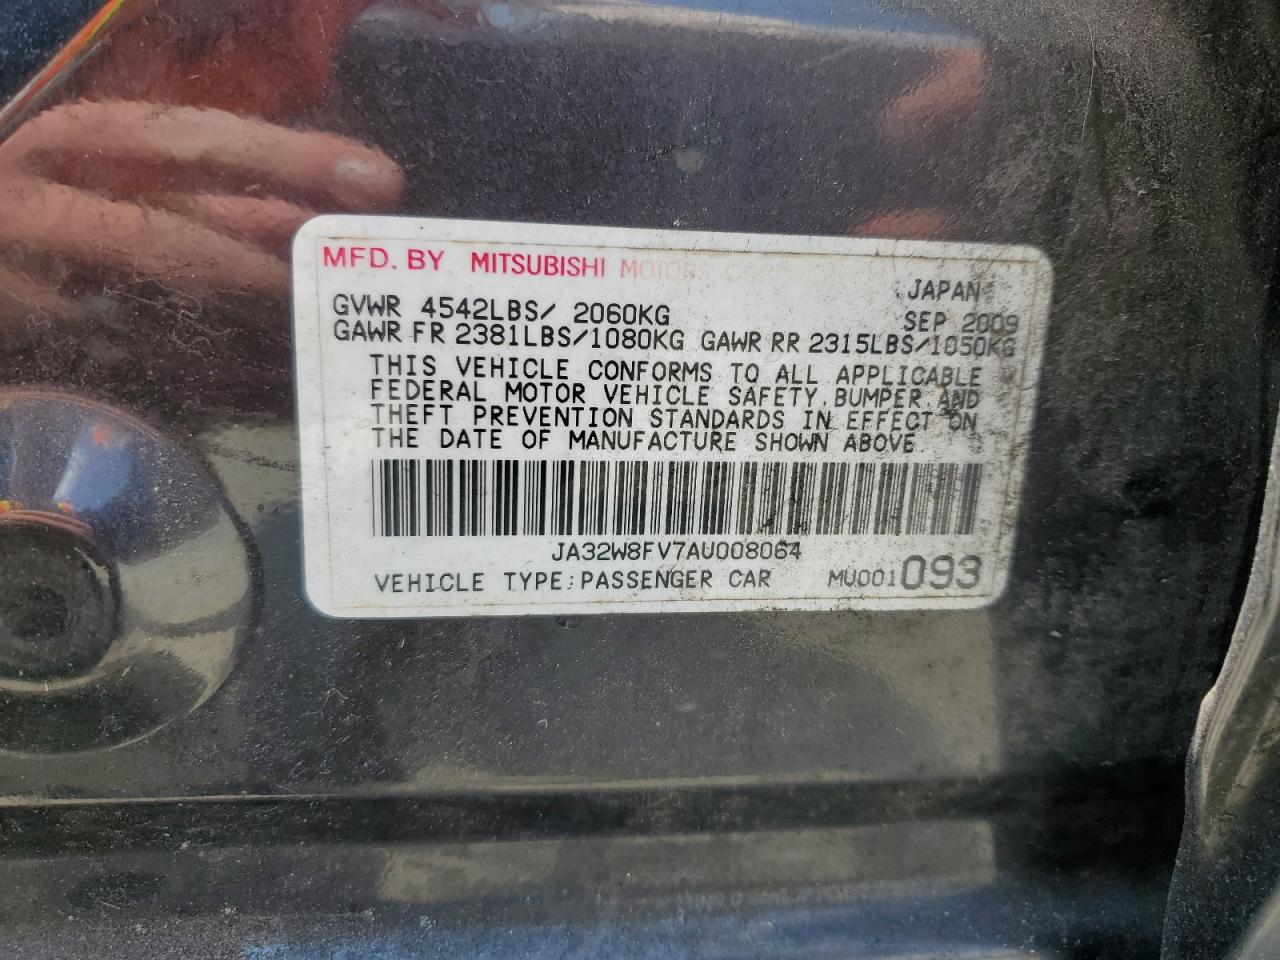 MFD. BY MITSUBISHI MOTORS CORPORATION
JAPAN
GVWR 4542LBS/ 2060KG SEP 2009
GAWR FR 2381LBS/1080KG GAWR RR 2315LBS/1050KG
THIS VEHICLE CONFORMS TO ALL APPLICABLE
FEDERAL MOTOR VEHICLE SAFETY, BUMPER, AND
THEFT PREVENTION STANDARDS IN EFFECT ON
THE DATE OF MANUFACTURE SHOWN ABOVE.
JA32W8FV7AU008064
VEHICLE TYPE: PASSENGER CAR MU001093